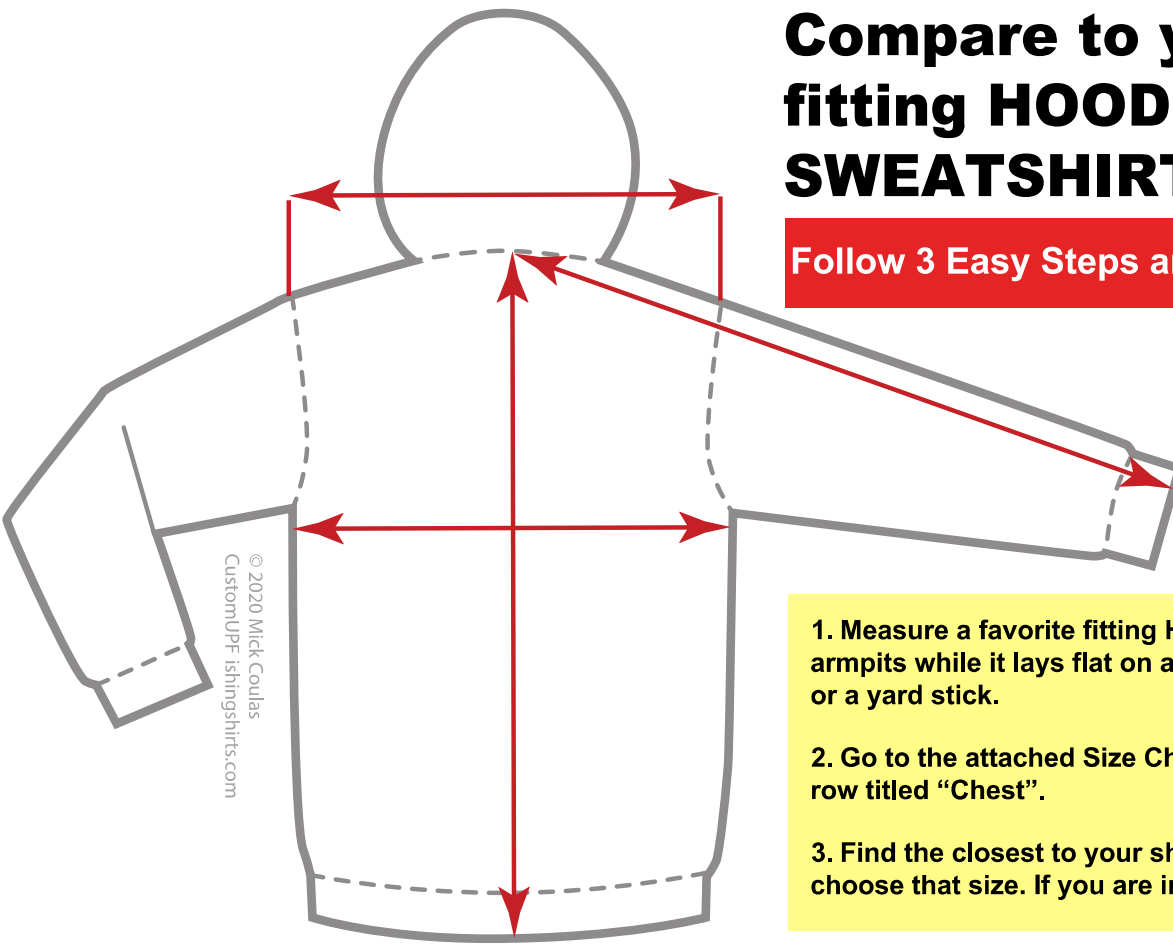 Compare to y
fitting HOOD
SWEATSHIRT
Follow 3 Easy Steps a
1. Measure a favorite fitting H
armpits while it lays flat on a
or a yard stick.
2. Go to the attached Size Ch
row titled “Chest”.
3. Find the closest to your sh
choose that size. If you are i
© 2020 Mick Coulas
CustomUPF ishingshirts.com